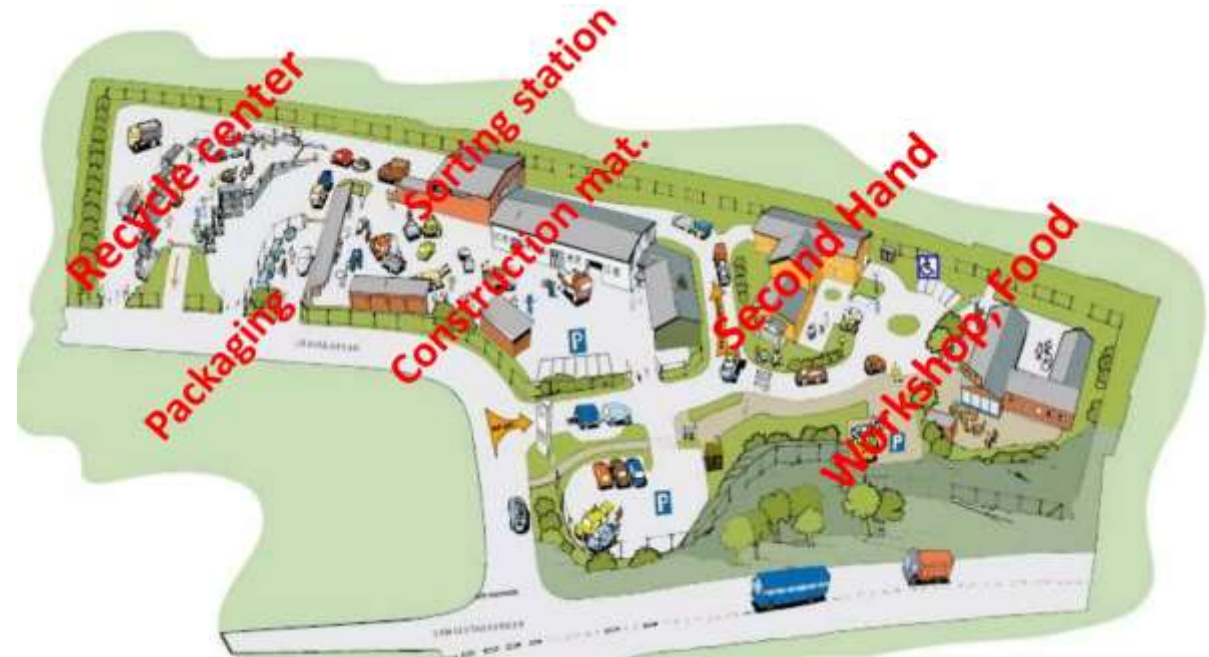 Recycle center
Sorting station
Packaging
Construction mat.
Second Hand
Workshop, Food
P
P
P